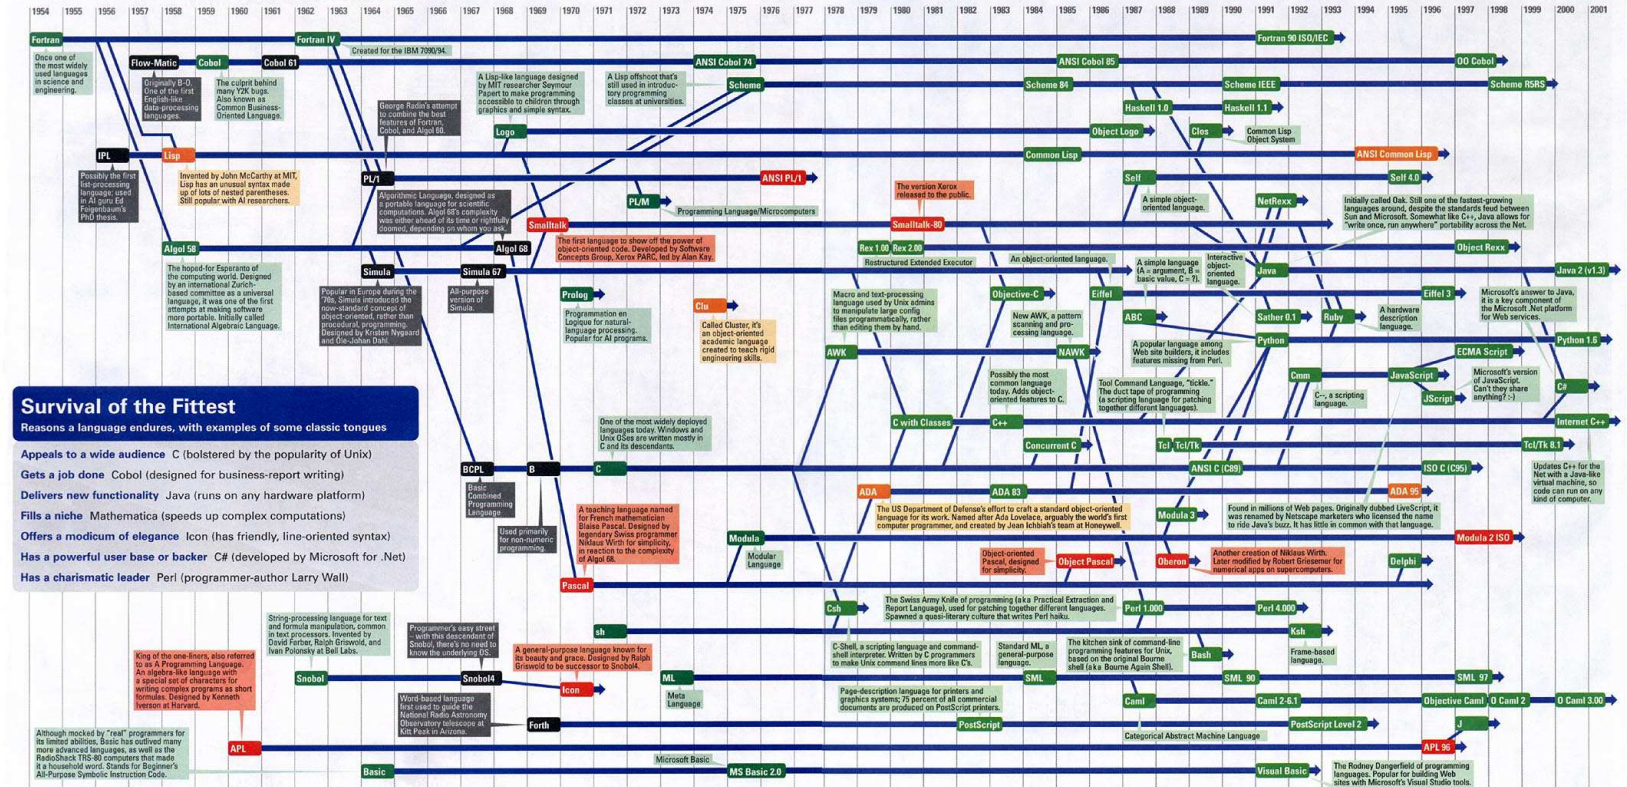 1954 1955 1956 1957 1958 1959 1960 1961 1962 1963 1964 1965 1966 1967 1968 1969 1970 1971 1972 1973 1974 1975 1976 1977 1978 1979 1980 1981 1982 1983 1984 1985 1986 1987 1988 1989 1990 1991 1992 1993 1994 1995 1996 1997 1998 1999 2000 2001
Fortran
Fortran IV
Fortran 90 ISO/IEC
Once one of
the most widely
used languages
in science and
engineering.
Created for the IBM 7090/94.
Flow-Matic
Cobol
Cobol 61
ANSI Cobol 74
ANSI Cobol 85
OO Cobol
Originally B-O.
One of the first
English-like
data-processing
languages.
The culprit behind
many Y2K bugs.
Also known as
Common Business-
Oriented Language.
George Radin's attempt
to combine the best
features of Fortran,
Cobol, and Algol 60.
A Lisp-like language designed
by MIT researcher Seymour
Papert to make programming
accessible to children through
graphics and simple syntax.
A Lisp offshoot that's
still used in introduc-
tory programming
classes at universities.
Scheme
Scheme 84
Scheme IEEE
Scheme R5RS
Haskell 1.0
Haskell 1.1
Logo
Object Logo
Clos
Common Lisp
Object System
IPL
Lisp
Common Lisp
ANSI Common Lisp
Possibly the first
list-processing
language; used
in AI guru Ed
Feigenbaum's
PhD thesis.
Invented by John McCarthy at MIT,
Lisp has an unusual syntax made
up of lots of nested parentheses.
Still popular with AI researchers.
PL/1
ANSI PL/1
The version Xerox
released to the public.
Self
Self 4.0
A simple object-
oriented language.
Algorithmic Language, designed as
a portable language for scientific
computations. Algol 68's complexity
was either ahead of its time or rightfully
doomed, depending on whom you ask.
PL/M
Programming Language/Microcomputers
NetRexx
Initially called Oak. Still one of the fastest-growing
languages around, despite the standards feud between
Sun and Microsoft. Somewhat like C++, Java allows for
"write once, run anywhere" portability across the Net.
Smalltalk
Smalltalk-80
The first language to show off the power of
object-oriented code. Developed by Software
Concepts Group, Xerox PARC, led by Alan Kay.
Algol 58
Algol 68
Rex 1.00
Rex 2.00
Object Rexx
Restructured Extended Executor
The hoped-for Esperanto of
the computing world. Designed
by an international Zurich-
based committee as a universal
language, it was one of the first
attempts at making software
more portable. Initially called
International Algebraic Language.
Simula
Simula 67
Java
Java 2 (v1.3)
Popular in Europe during the
'70s, Simula introduced the
now-standard concept of
object-oriented, rather than
procedural, programming.
Designed by Kristen Nygaard
and Ole-Johan Dahl.
All-purpose
version of
Simula.
An object-oriented language.
A simple language
(A = argument, B =
basic value, C = ?).
Interactive
object-
oriented
language.
Prolog
Programmation en
Logique for natural-
language processing.
Popular for AI programs.
Clu
Called Cluster, it's
an object-oriented
academic language
created to teach rigid
engineering skills.
Macro and text-processing
language used by Unix admins
to manipulate large config
files programmatically, rather
than editing them by hand.
Objective-C
Eiffel
Eiffel 3
Microsoft's answer to Java,
it is a key component of
the Microsoft .Net platform
for Web services.
New AWK, a pattern
scanning and pro-
cessing language.
ABC
Sather 0.1
Ruby
A hardware
description
language.
A popular language among
Web site builders, it includes
features missing from Perl.
Python
Python 1.6
AWK
NAWK
ECMA Script
Possibly the most
common language
today. Adds object-
oriented features to C.
Tool Command Language, "tickle."
The duct tape of programming
(a scripting language for patching
together different languages).
Cmm
JavaScript
Microsoft's version
of JavaScript.
Can't they share
anything? :-)
C#
C--, a scripting
language.
JScript
Survival of the Fittest
Reasons a language endures, with examples of some classic tongues
Appeals to a wide audience C (bolstered by the popularity of Unix)
Gets a job done Cobol (designed for business-report writing)
Delivers new functionality Java (runs on any hardware platform)
Fills a niche Mathematica (speeds up complex computations)
Offers a modicum of elegance Icon (has friendly, line-oriented syntax)
Has a powerful user base or backer C# (developed by Microsoft for .Net)
Has a charismatic leader Perl (programmer-author Larry Wall)
One of the most widely deployed
languages today. Windows and
Unix OSes are written mostly in
C and its descendants.
C with Classes
C++
Internet C++
Concurrent C
Tcl
Tcl/Tk
Tcl/Tk 8.1
BCPL
B
C
ANSI C (C89)
ISO C (C95)
Basic
Combined
Programming
Language
Used primarily
for non-numeric
programming.
Updates C++ for the
Net with a Java-like
virtual machine, so
code can run on any
kind of computer.
ADA
ADA 83
ADA 95
A teaching language named
for French mathematician
Blaise Pascal. Designed by
legendary Swiss programmer
Niklaus Wirth for simplicity,
in reaction to the complexity
of Algol 68.
The US Department of Defense's effort to craft a standard object-oriented
language for its work. Named after Ada Lovelace, arguably the world's first
computer programmer, and created by Jean Ichbiah's team at Honeywell.
Modula 3
Found in millions of Web pages. Originally dubbed LiveScript, it
was renamed by Netscape marketers who licensed the name
to ride Java's buzz. It has little in common with that language.
Modula
Modula 2 ISO
Modular
Language
Object-oriented
Pascal, designed
for simplicity.
Object Pascal
Oberon
Another creation of Niklaus Wirth.
Later modified by Robert Griesemer for
numerical apps on supercomputers.
Delphi
Pascal
Csh
The Swiss Army Knife of programming (aka Practical Extraction and
Report Language), used for patching together different languages.
Spawned a quasi-literary culture that writes Perl haiku.
Perl 1.000
Perl 4.000
String-processing language for text
and formula manipulation, common
in text processors. Invented by
David Farber, Ralph Griswold, and
Ivan Polonsky at Bell Labs.
Programmer's easy street
– with this descendant of
Snobol, there's no need to
know the underlying OS.
sh
Ksh
A general-purpose language known for
its beauty and grace. Designed by Ralph
Griswold to be successor to Snobol4.
C-Shell, a scripting language and command-
shell interpreter. Written by C programmers
to make Unix command lines more like C's.
Standard ML, a
general-purpose
language.
The kitchen sink of command-line
programming features for Unix,
based on the original Bourne
shell (a.k.a Bourne Again Shell).
Bash
Frame-based
language.
King of the one-liners, also referred
to as A Programming Language.
An algebra-like language with
a special set of characters for
writing complex programs as short
formulas. Designed by Kenneth
Iverson at Harvard.
Snobol
Snobol4
Icon
ML
SML
SML 90
SML 97
Meta
Language
Page-description language for printers and
graphics systems; 75 percent of all commercial
documents are produced on PostScript printers.
Caml
Caml 2-6.1
Objective Caml
O Caml 2
O Caml 3.00
Word-based language
first used to guide the
National Radio Astronomy
Observatory telescope at
Kitt Peak in Arizona.
Forth
PostScript
PostScript Level 2
J
Categorical Abstract Machine Language
Although mocked by "real" programmers for
its limited abilities, Basic has outlived many
more advanced languages, as well as the
RadioShack TRS-80 computers that made
it a household word. Stands for Beginner's
All-Purpose Symbolic Instruction Code.
APL
APL 96
Microsoft Basic
Basic
MS Basic 2.0
Visual Basic
The Rodney Dangerfield of programming
languages. Popular for building Web
sites with Microsoft's Visual Studio tools.